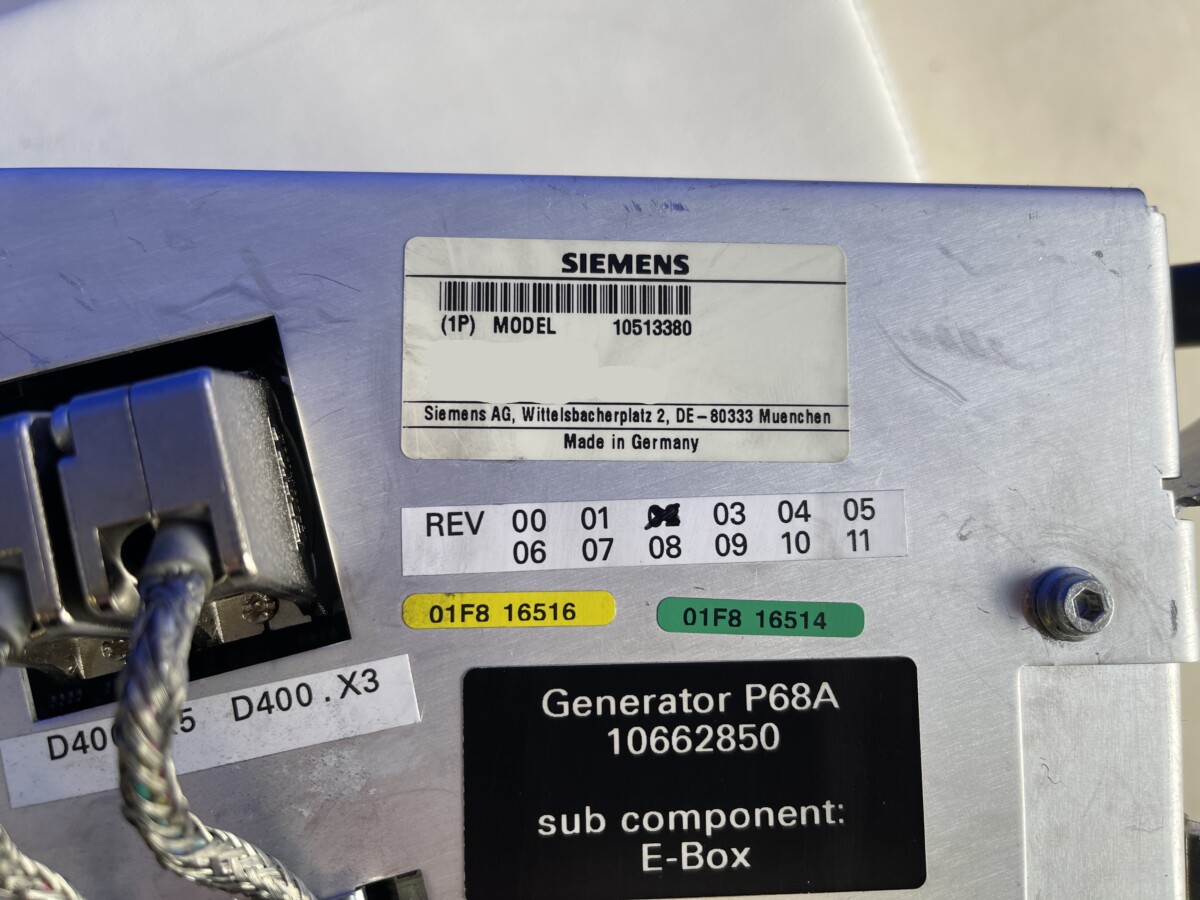 SIEMENS
(1P) MODEL 10513380
Siemens AG, Wittelsbacherplatz 2, DE-80333 Muenchen
Made in Germany
REV 00 01 03 04 05
06 07 08 09 10 11
01F8 16516
01F8 16514
D400 X5 D400.X3
Generator P68A
10662850
sub component:
E-Box